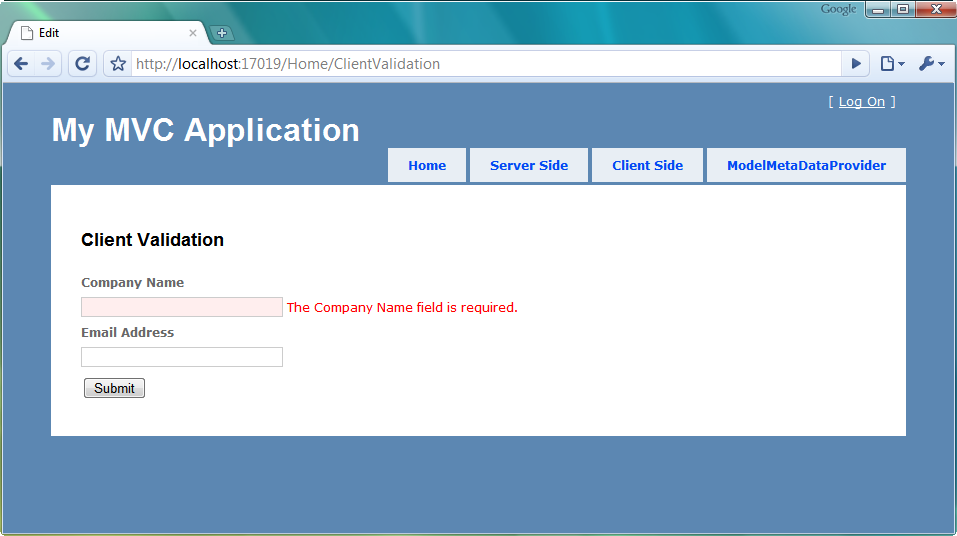 Google
Edit
http://localhost:17019/Home/ClientValidation
[ Log On ]
My MVC Application
Home Server Side Client Side ModelMetaDataProvider
Client Validation
Company Name
The Company Name field is required.
Email Address
Submit